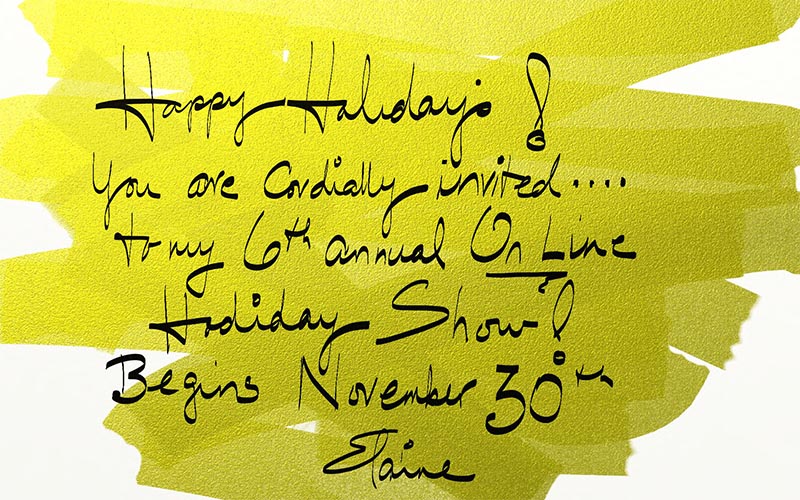 Happy Holidays!
You are Cordially invited....
to my 6th annual On Line
Holiday Show!
Begins November 30th
Elaine